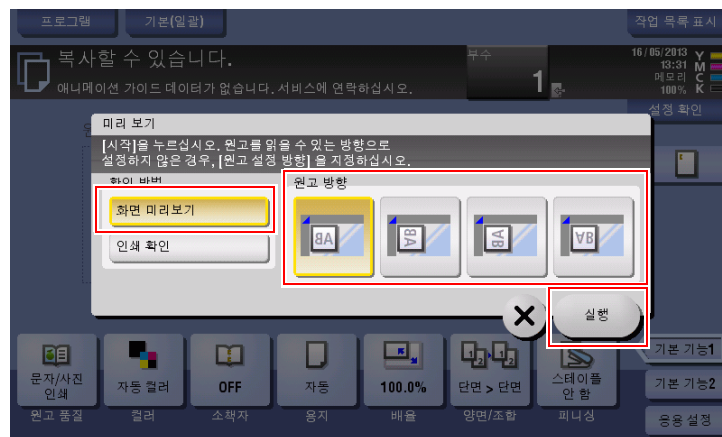 프로그램
기본(일괄)
작업 목록 표시
복사할 수 있습니다.
부수
1
16/05/2013
13:31
메모리
100%
Y
M
C
K
애니메이션 가이드 데이터가 없습니다. 서비스에 연락하십시오.
설정 확인
미리 보기
[시작]을 누르십시오. 원고를 읽을 수 있는 방향으로
설정하지 않은 경우, [원고 설정 방향] 을 지정하십시오.
확인 방법
원고 방향
화면 미리보기
인쇄 확인
실행
문자/사진
인쇄
자동 컬러
OFF
자동
100.0%
단면 > 단면
스테이플
안 함
기본 기능1
기본 기능2
원고 품질
컬러
소책자
용지
배율
양면/조합
피니싱
응용 설정